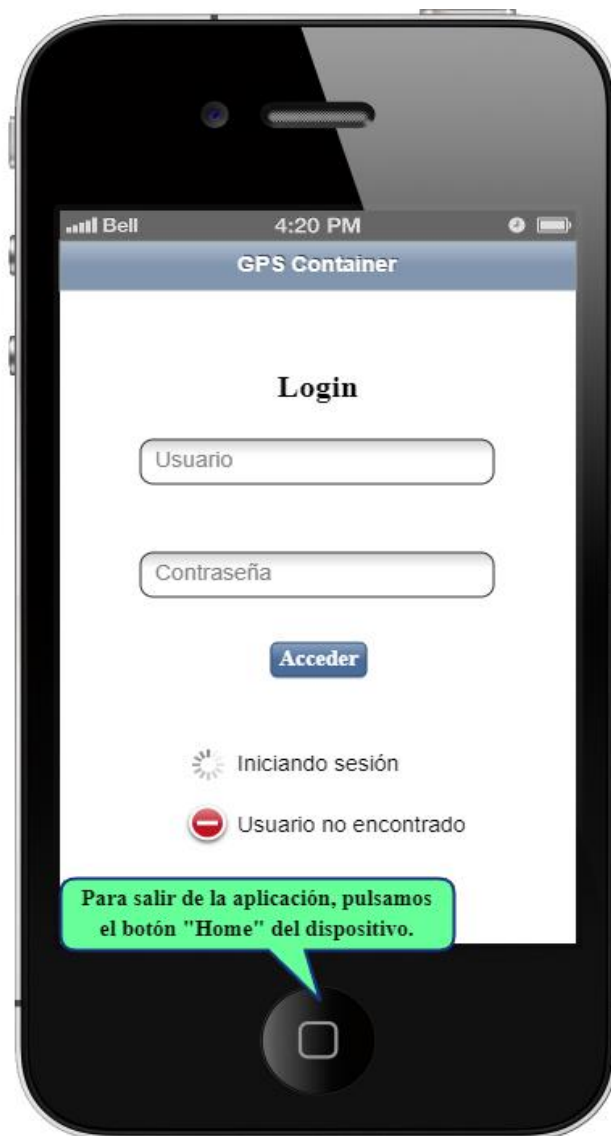 Bell 4:20 PM
GPS Container
Login
Usuario
Contraseña
Acceder
Iniciando sesión
Usuario no encontrado
Para salir de la aplicación, pulsamos
el botón "Home" del dispositivo.